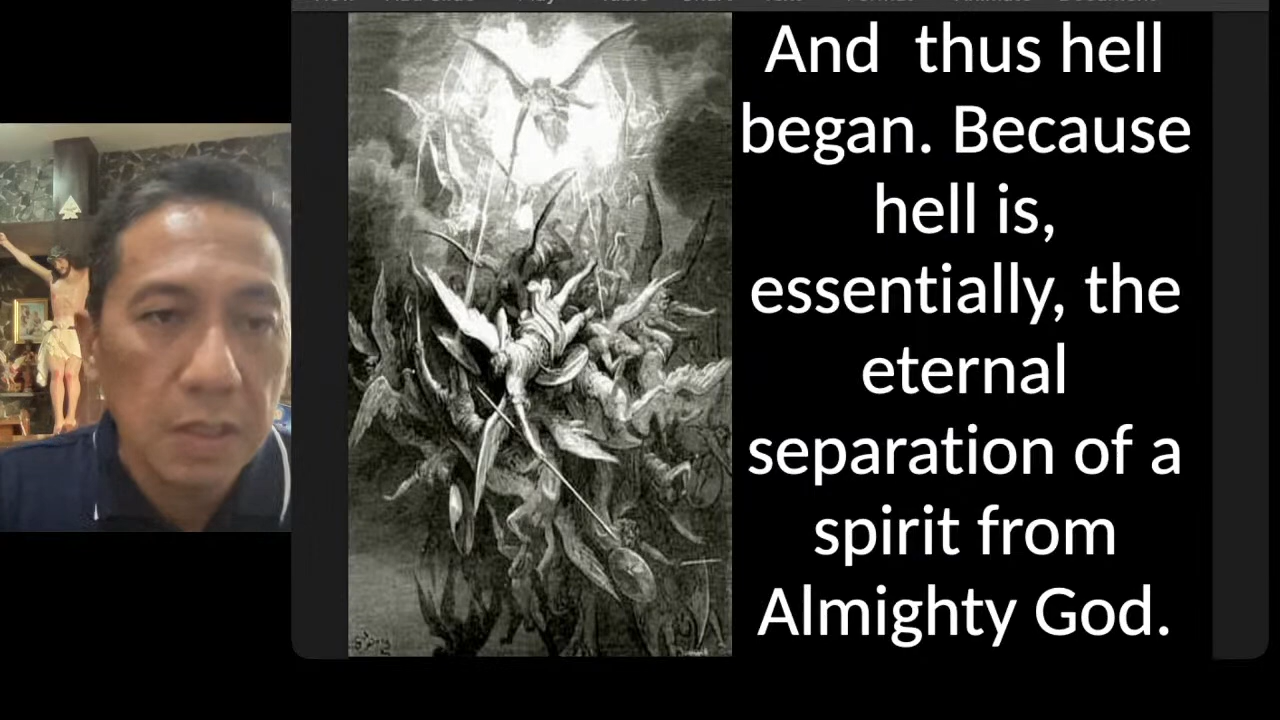 And thus hell
began. Because
hell is,
essentially, the
eternal
separation of a
spirit from
Almighty God.